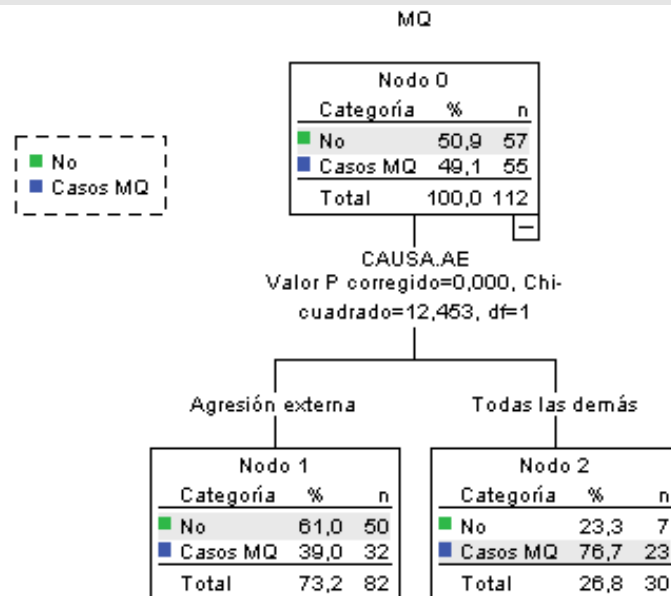 MQ
No
Casos MQ
Nodo 0
Categoría % n
No 50,9 57
Casos MQ 49,1 55
Total 100,0 112
CAUSA.AE
Valor P corregido=0,000, Chi-
cuadrado=12,453, df=1
Agresión externa
Todas las demás
Nodo 1
Categoría % n
No 61,0 50
Casos MQ 39,0 32
Total 73,2 82
Nodo 2
Categoría % n
No 23,3 7
Casos MQ 76,7 23
Total 26,8 30